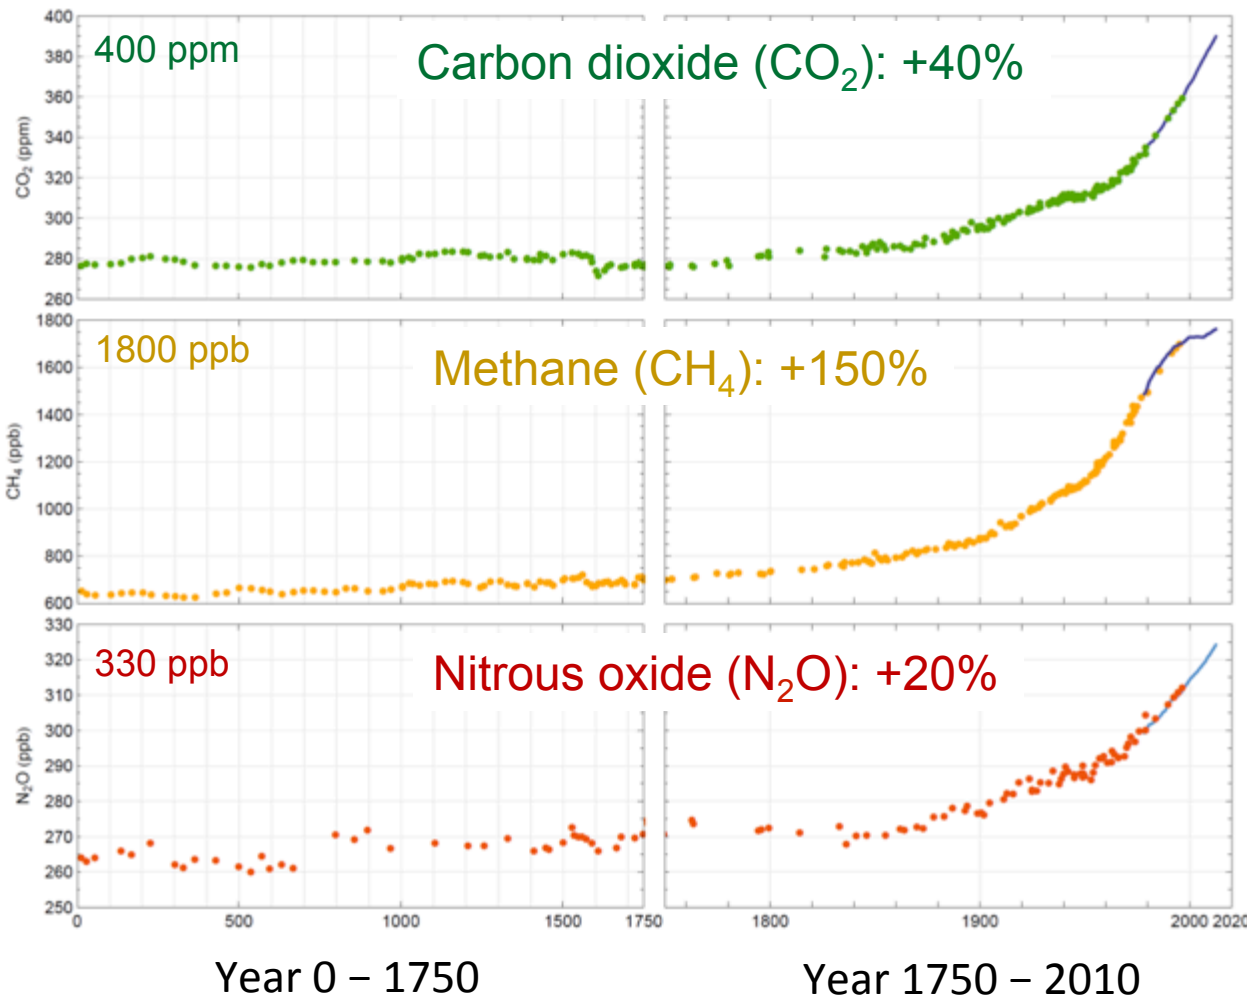 400
380
360
340
320
300
280
260
CO₂ (ppm)
400 ppm
Carbon dioxide (CO₂): +40%
1800
1600
1400
1200
1000
800
600
CH₄ (ppb)
1800 ppb
Methane (CH₄): +150%
330
320
310
300
290
280
270
260
250
N₂O (ppb)
330 ppb
Nitrous oxide (N₂O): +20%
0 500 1000 1500 1750 1800 1900 2000 2020
Year 0 – 1750 Year 1750 – 2010